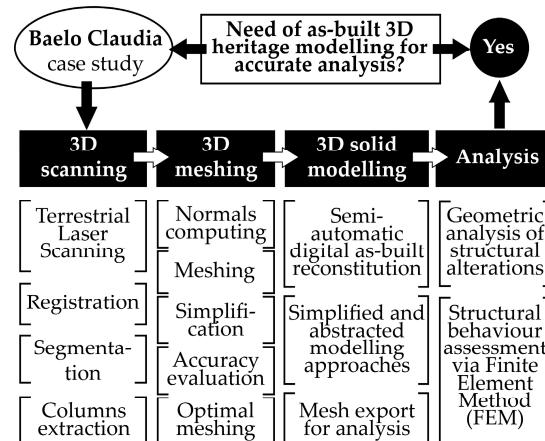 Baelo Claudia
case study
Need of as-built 3D
heritage modelling for
accurate analysis?
Yes
3D
scanning
3D
meshing
3D solid
modelling
Analysis
Terrestrial
Laser
Scanning
Registration
Segmenta-
tion
Columns
extraction
Normals
computing
Meshing
Simplifi-
cation
Accuracy
evaluation
Optimal
meshing
Semi-
automatic
digital as-built
reconstitution
Simplified and
abstracted
modelling
approaches
Mesh export
for analysis
Geometric
analysis of
structural
alterations
Structural
behaviour
assessment
via Finite
Element
Method
(FEM)